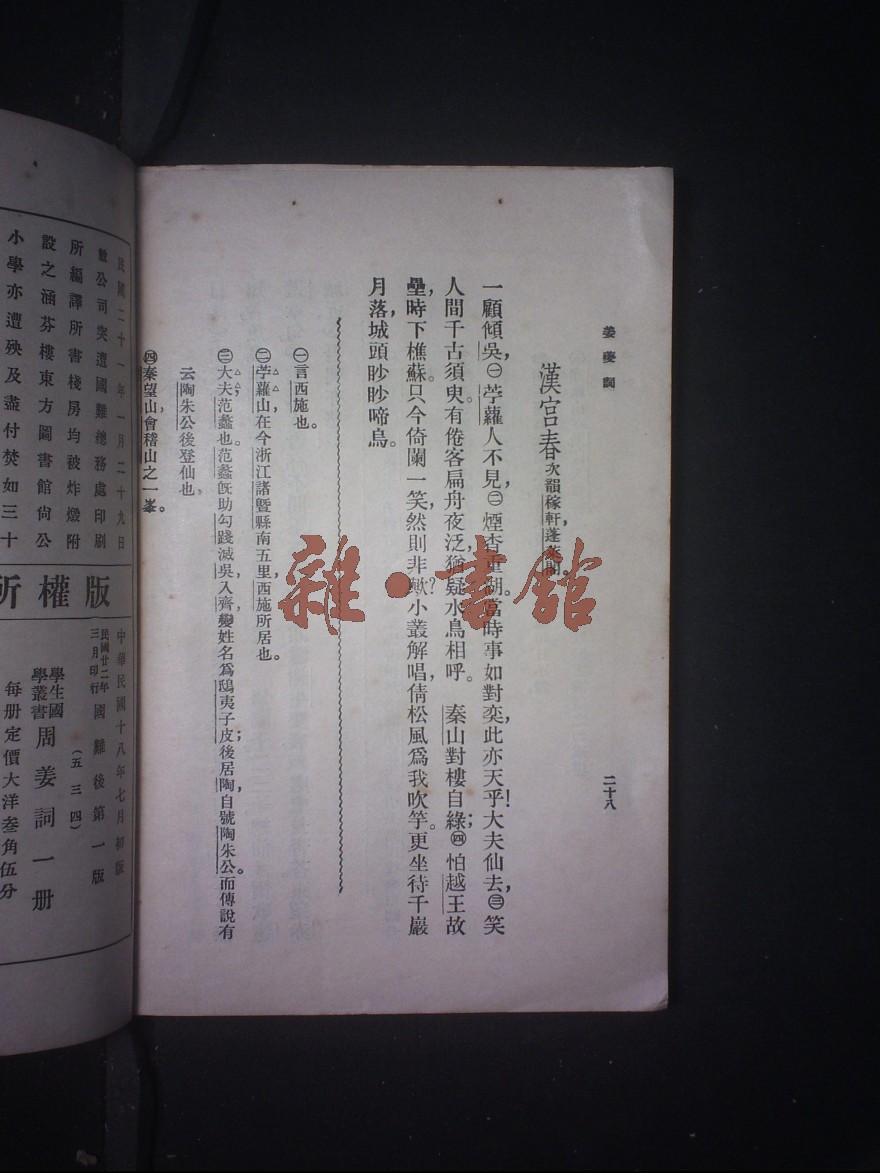 姜夔詞
二十八
漢宮春 次韻稼軒蓬萊閣。
一顧傾吳，㊀苧蘿人不見，㊁煙杳重湖。當時事如對奕，此亦天乎！大夫仙去，㊂笑
人間千古須臾。有倦客扁舟夜泛，猶疑水鳥相呼。　秦山對樓自綠；㊃怕越王故
壘，時下樵蘇。只今倚闌一笑，然則非歟？小叢解唱，倩松風爲我吹竽。更坐待千巖
月落，城頭眇眇啼烏。
㊀言西施也。
㊁苧蘿山在今浙江諸暨縣南五里，西施所居也。
㊂大夫，范蠡也。范蠡旣助勾踐滅吳，入齊，變姓名爲鴟夷子皮；後居陶，自號陶朱公。而傳說有
云陶朱公後登仙也，
㊃秦望山，會稽山之一峯。
民國二十一年一月二十九日
敝公司突遭國難總務處印刷
所編譯所書棧房均被炸燬附
設之涵芬樓東方圖書館尙公
小學亦遭殃及盡付焚如三十
版權所
中華民國十八年七月初版
民國廿二年三月印行 國難後第一版
（五三四）
學生國學叢書 周姜詞一册
每册定價大洋叁角伍分
雜·書館